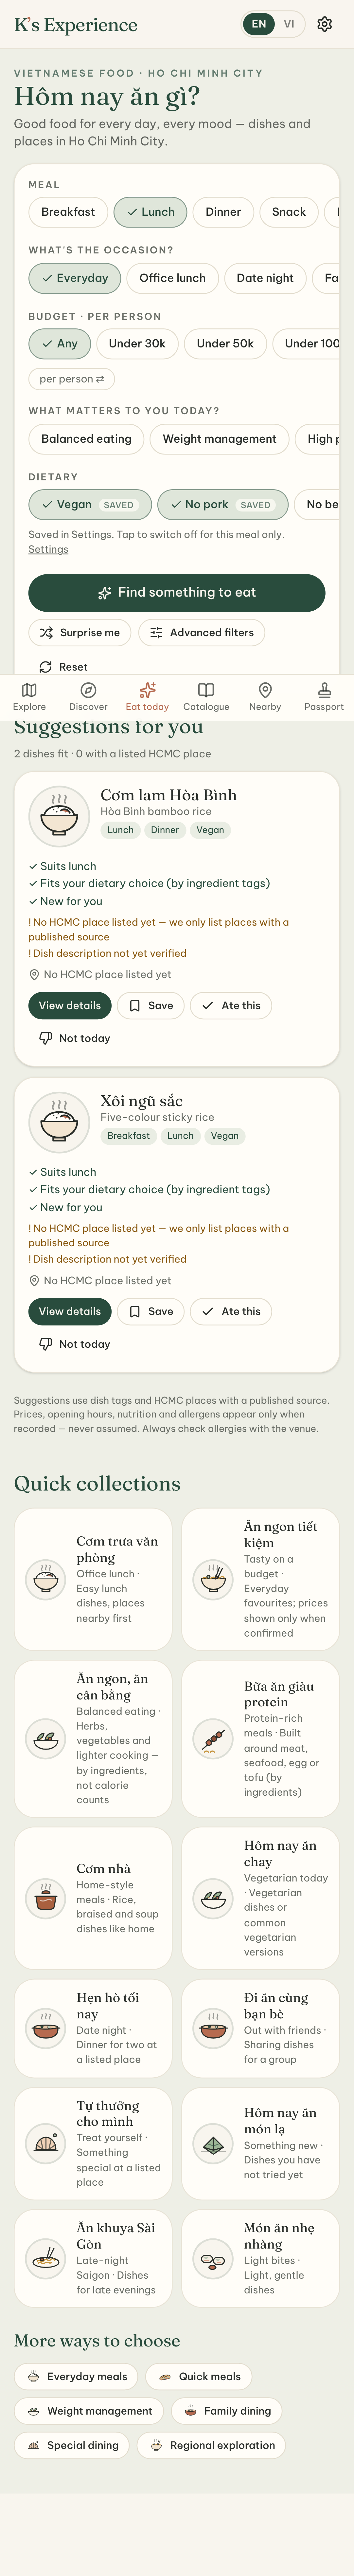 K's Experience
EN VI
VIETNAMESE FOOD · HO CHI MINH CITY
Hôm nay ăn gì?
Good food for every day, every mood — dishes and
places in Ho Chi Minh City.
MEAL
Breakfast ✓ Lunch Dinner Snack
WHAT'S THE OCCASION?
✓ Everyday Office lunch Date night Fa
BUDGET · PER PERSON
✓ Any Under 30k Under 50k Under 100
per person ⇄
WHAT MATTERS TO YOU TODAY?
Balanced eating Weight management High p
DIETARY
✓ Vegan SAVED ✓ No pork SAVED No be
Saved in Settings. Tap to switch off for this meal only.
Settings
Find something to eat
Surprise me Advanced filters
Reset
Explore Discover Eat today Catalogue Nearby Passport
Suggestions for you
2 dishes fit · 0 with a listed HCMC place
Cơm lam Hòa Bình
Hòa Bình bamboo rice
Lunch Dinner Vegan
✓ Suits lunch
✓ Fits your dietary choice (by ingredient tags)
✓ New for you
! No HCMC place listed yet — we only list places with a
published source
! Dish description not yet verified
No HCMC place listed yet
View details Save Ate this
Not today
Xôi ngũ sắc
Five-colour sticky rice
Breakfast Lunch Vegan
✓ Suits lunch
✓ Fits your dietary choice (by ingredient tags)
✓ New for you
! No HCMC place listed yet — we only list places with a
published source
! Dish description not yet verified
No HCMC place listed yet
View details Save Ate this
Not today
Suggestions use dish tags and HCMC places with a published source.
Prices, opening hours, nutrition and allergens appear only when
recorded — never assumed. Always check allergies with the venue.
Quick collections
Cơm trưa văn
phòng
Office lunch ·
Easy lunch
dishes, places
nearby first
Ăn ngon tiết
kiệm
Tasty on a
budget ·
Everyday
favourites; prices
shown only when
confirmed
Ăn ngon, ăn
cân bằng
Balanced eating ·
Herbs,
vegetables and
lighter cooking —
by ingredients,
not calorie
counts
Bữa ăn giàu
protein
Protein-rich
meals · Built
around meat,
seafood, egg or
tofu (by
ingredients)
Cơm nhà
Home-style
meals · Rice,
braised and soup
dishes like home
Hôm nay ăn
chay
Vegetarian today
· Vegetarian
dishes or
common
vegetarian
versions
Hẹn hò tối
nay
Date night ·
Dinner for two at
a listed place
Đi ăn cùng
bạn bè
Out with friends ·
Sharing dishes
for a group
Tự thưởng
cho mình
Treat yourself ·
Something
special at a listed
place
Hôm nay ăn
món lạ
Something new ·
Dishes you have
not tried yet
Ăn khuya Sài
Gòn
Late-night
Saigon · Dishes
for late evenings
Món ăn nhẹ
nhàng
Light bites ·
Light, gentle
dishes
More ways to choose
Everyday meals Quick meals
Weight management Family dining
Special dining Regional exploration